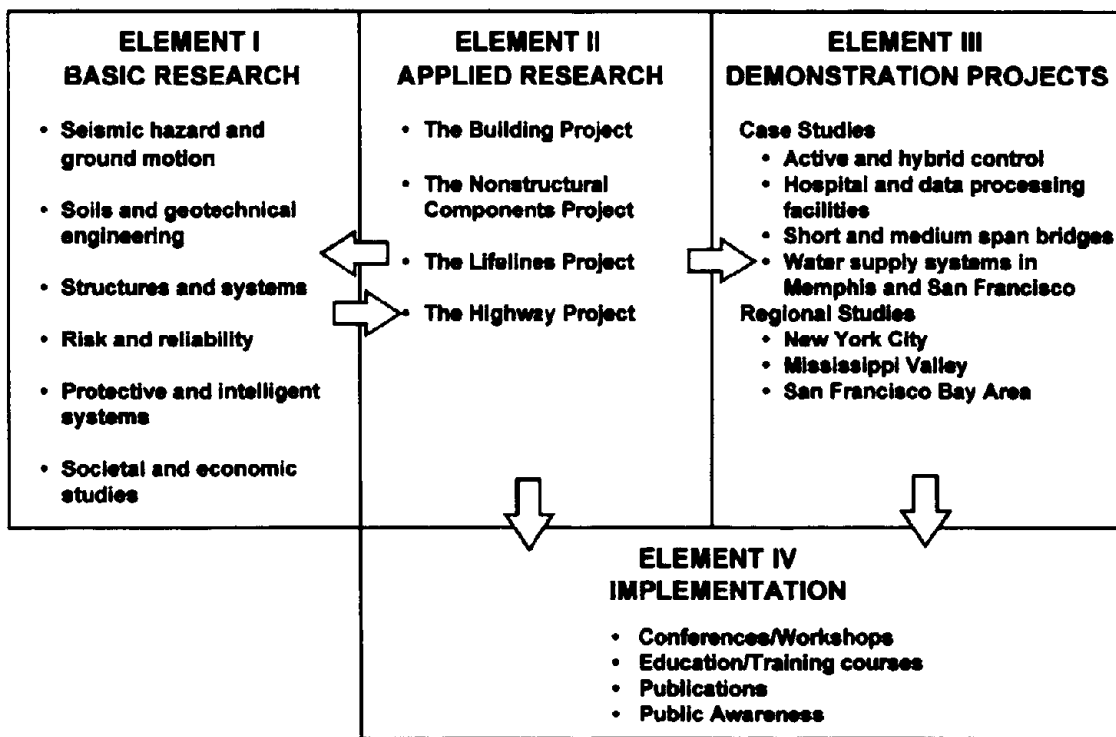 ELEMENT I
BASIC RESEARCH
• Seismic hazard and
ground motion
• Soils and geotechnical
engineering
• Structures and systems
• Risk and reliability
• Protective and intelligent
systems
• Societal and economic
studies
ELEMENT II
APPLIED RESEARCH
• The Building Project
• The Nonstructural
Components Project
• The Lifelines Project
• The Highway Project
ELEMENT III
DEMONSTRATION PROJECTS
Case Studies
• Active and hybrid control
• Hospital and data processing
facilities
• Short and medium span bridges
• Water supply systems in
Memphis and San Francisco
Regional Studies
• New York City
• Mississippi Valley
• San Francisco Bay Area
ELEMENT IV
IMPLEMENTATION
• Conferences/Workshops
• Education/Training courses
• Publications
• Public Awareness